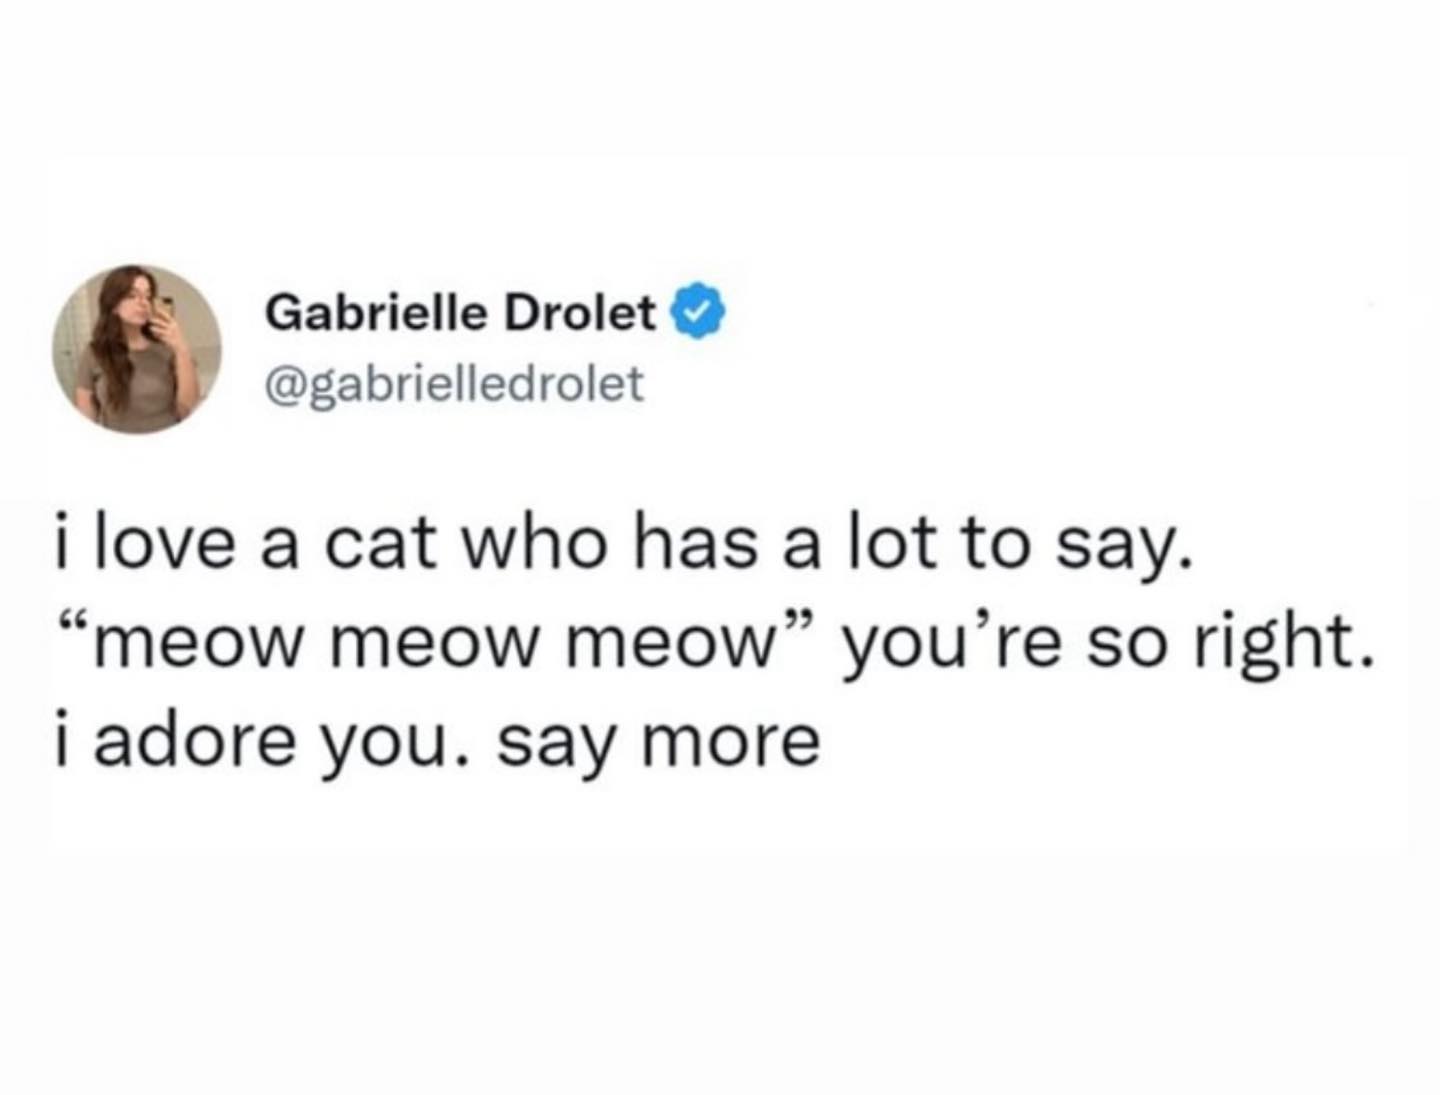 Gabrielle Drolet
@gabrielledrolet
i love a cat who has a lot to say.
“meow meow meow” you’re so right.
i adore you. say more